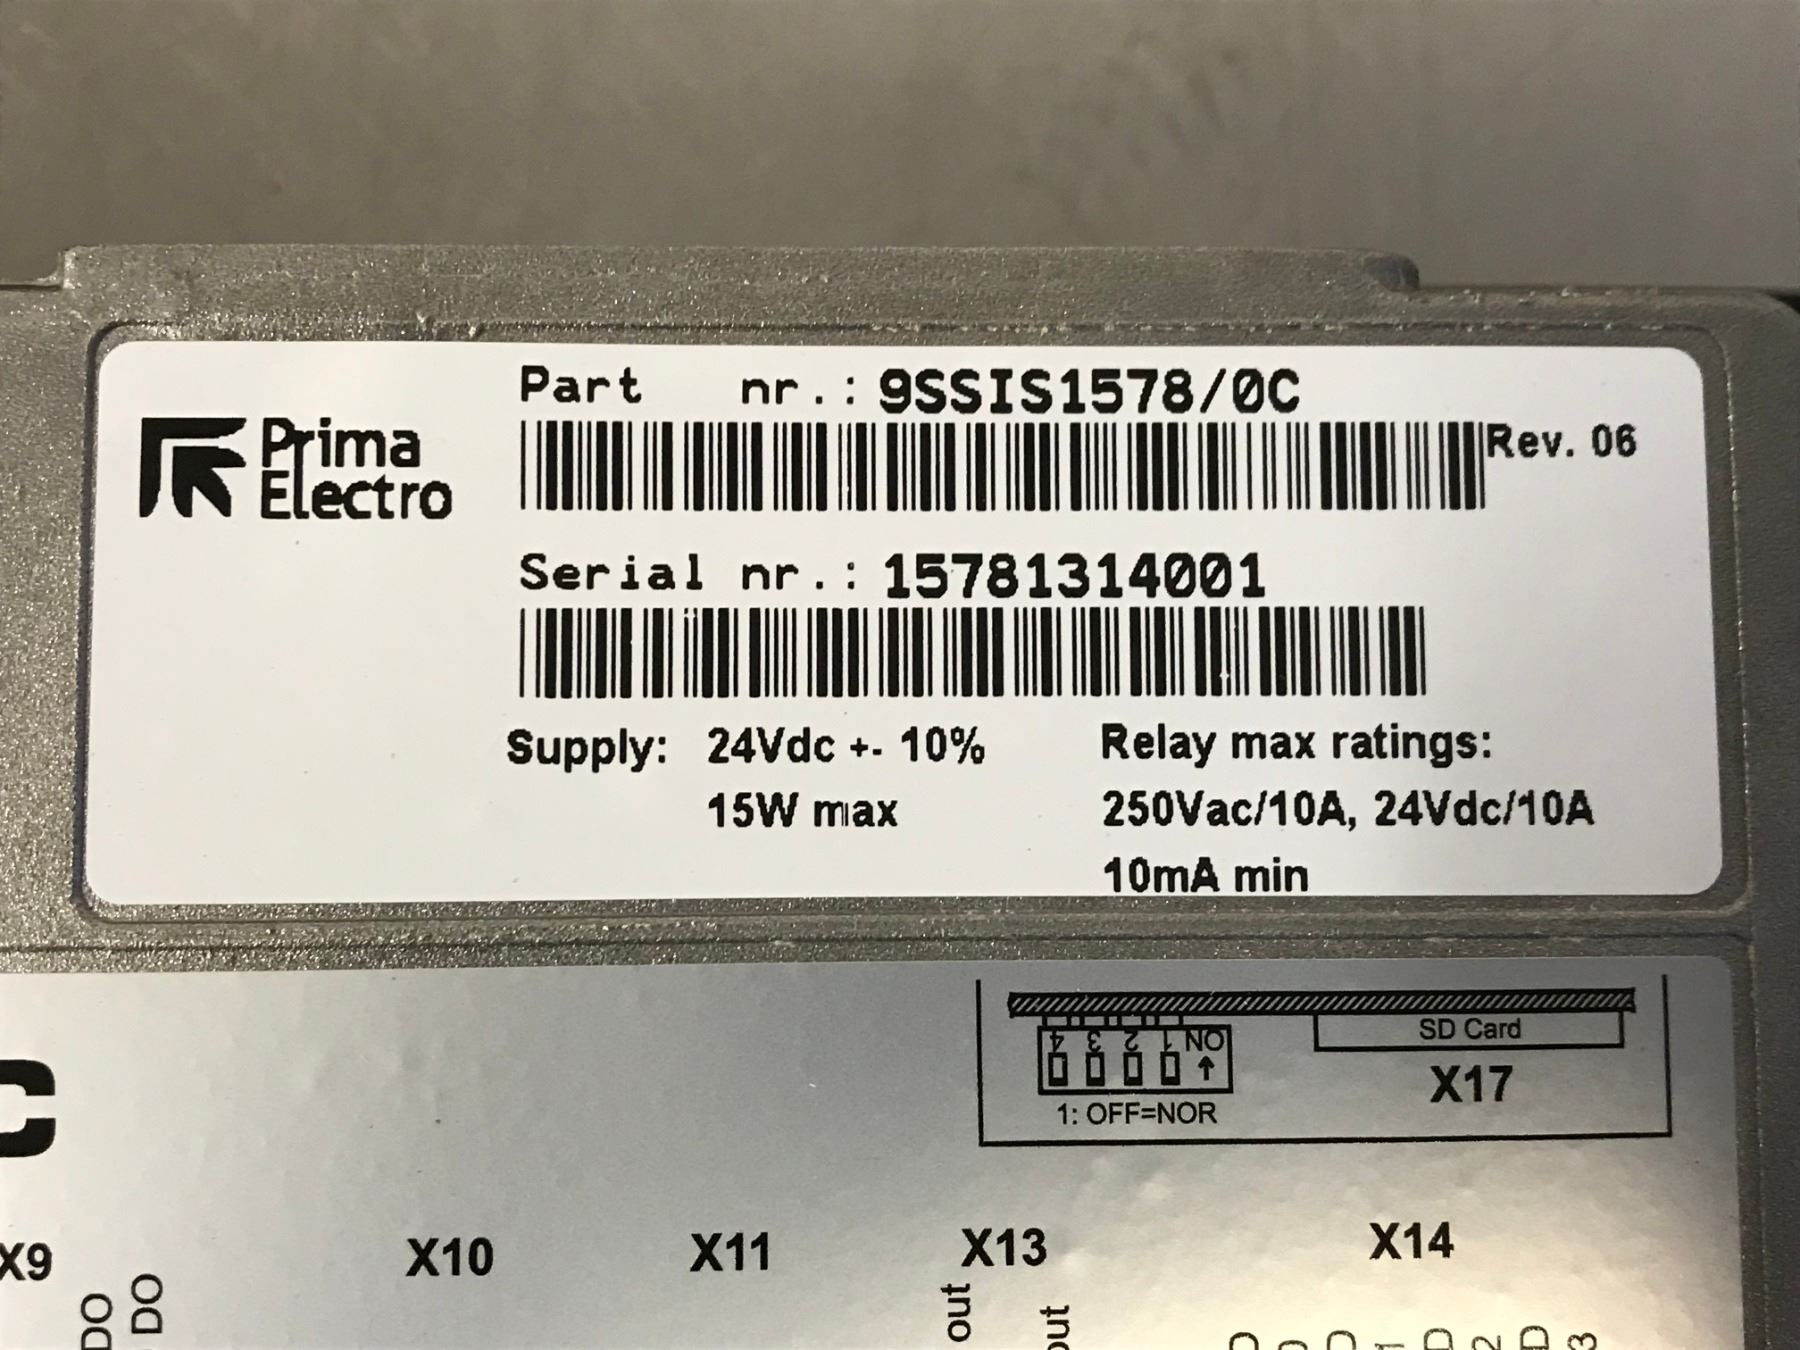 Prima
Electro
Part nr.: 9SSIS1578/0C
Rev. 06
Serial nr.: 15781314001
Supply: 24Vdc +- 10%
15W max
Relay max ratings:
250Vac/10A, 24Vdc/10A
10mA min
4 3 2 1 ON
1: OFF=NOR
SD Card
X17
X9
X10
X11
X13
X14
DO
DO
out